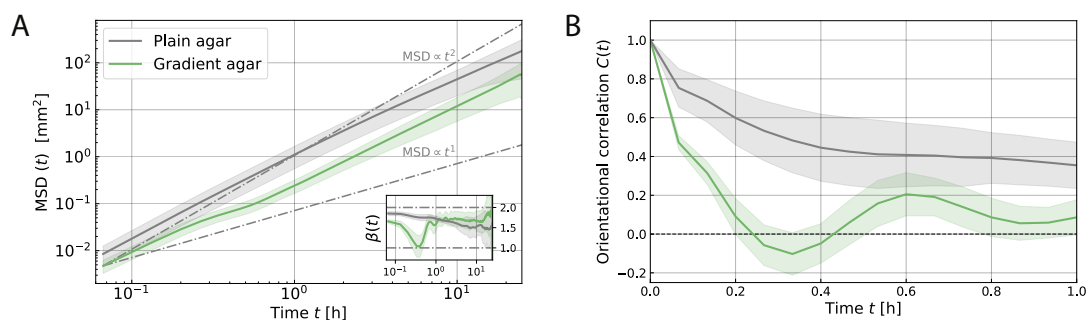 A
B
MSD (t) [mm²]
10²
10¹
10⁰
10⁻¹
10⁻²
Plain agar
Gradient agar
MSD ∝ t²
MSD ∝ t¹
β(t)
2.0
1.5
1.0
10⁻¹ 10⁰ 10¹
10⁻¹ 10⁰ 10¹
Time t [h]
Orientational correlation C(t)
1.0
0.8
0.6
0.4
0.2
0.0
−0.2
0.0 0.2 0.4 0.6 0.8 1.0
Time t [h]